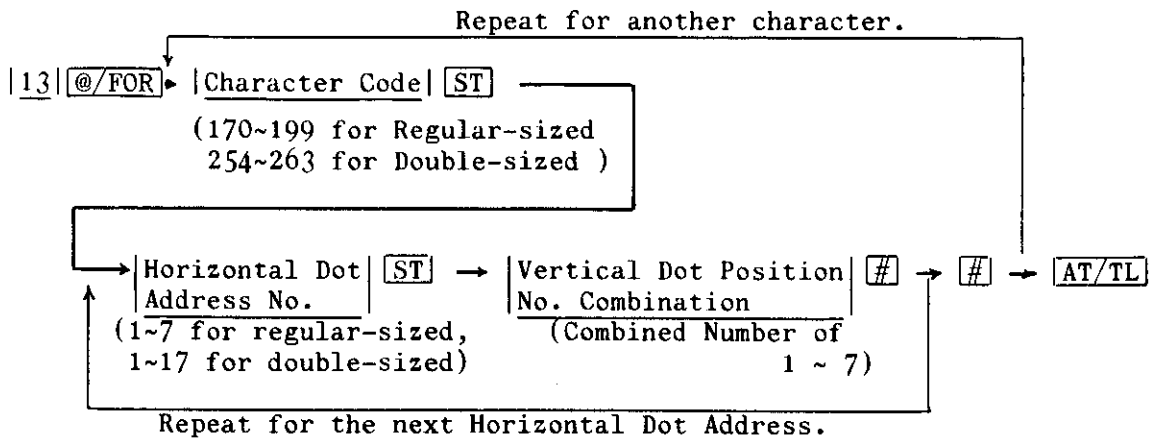 Repeat for another character.
|13| @/FOR |Character Code| ST
(170~199 for Regular-sized
254~263 for Double-sized )
|Horizontal Dot| ST → |Vertical Dot Position| # → # → AT/TL
Address No. No. Combination
(1~7 for regular-sized, (Combined Number of
1~17 for double-sized) 1 ~ 7)
Repeat for the next Horizontal Dot Address.